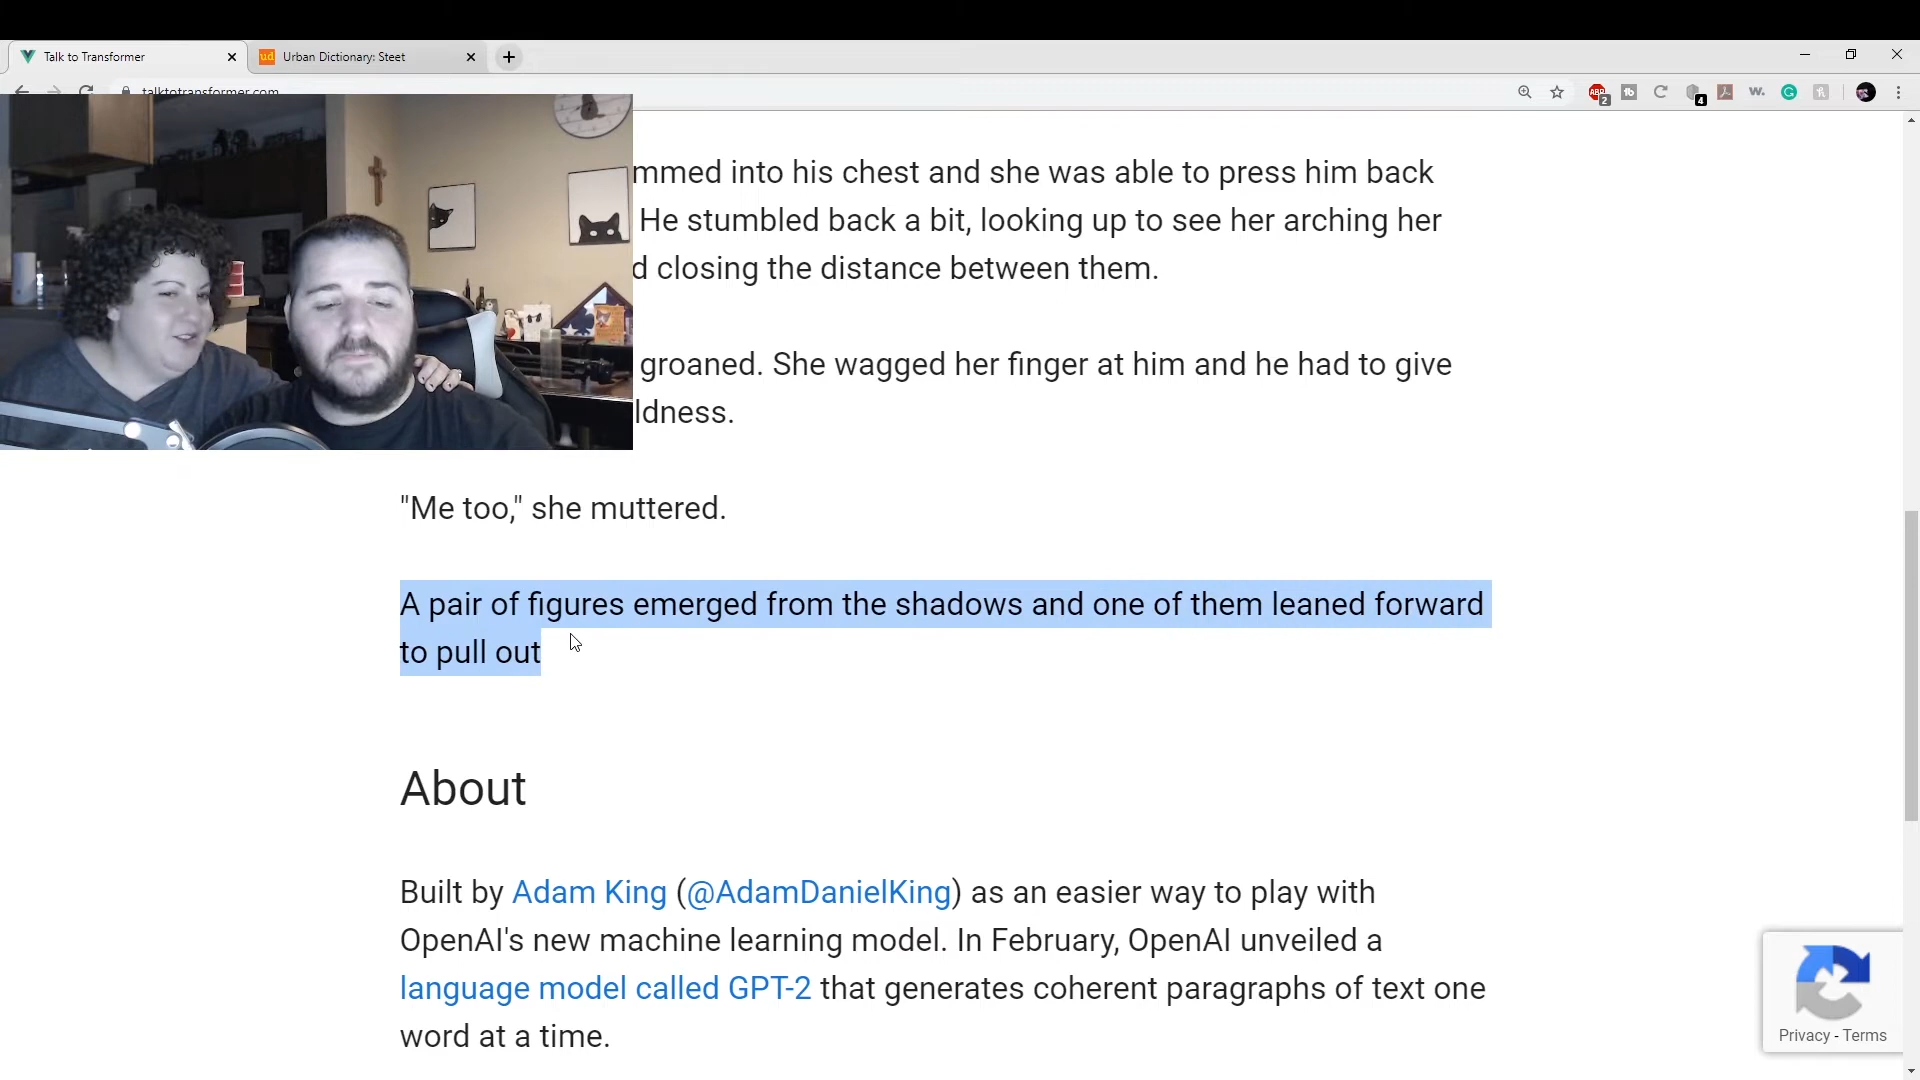 Talk to Transformer
Urban Dictionary: Steet
talktotransformer.com
mmed into his chest and she was able to press him back
He stumbled back a bit, looking up to see her arching her
d closing the distance between them.
groaned. She wagged her finger at him and he had to give
ldness.
"Me too," she muttered.
A pair of figures emerged from the shadows and one of them leaned forward
to pull out
About
Built by Adam King (@AdamDanielKing) as an easier way to play with
OpenAI's new machine learning model. In February, OpenAI unveiled a
language model called GPT-2 that generates coherent paragraphs of text one
word at a time.
Privacy - Terms